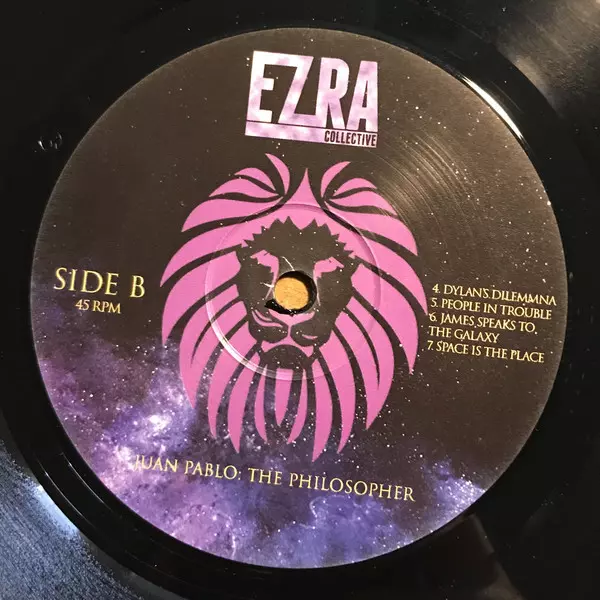 EZRA
COLLECTIVE
SIDE B
45 RPM
4. DYLAN'S DILEMMNA
5. PEOPLE IN TROUBLE
6. JAMES SPEAKS TO
THE GALAXY
7. SPACE IS THE PLACE
JUAN PABLO: THE PHILOSOPHER